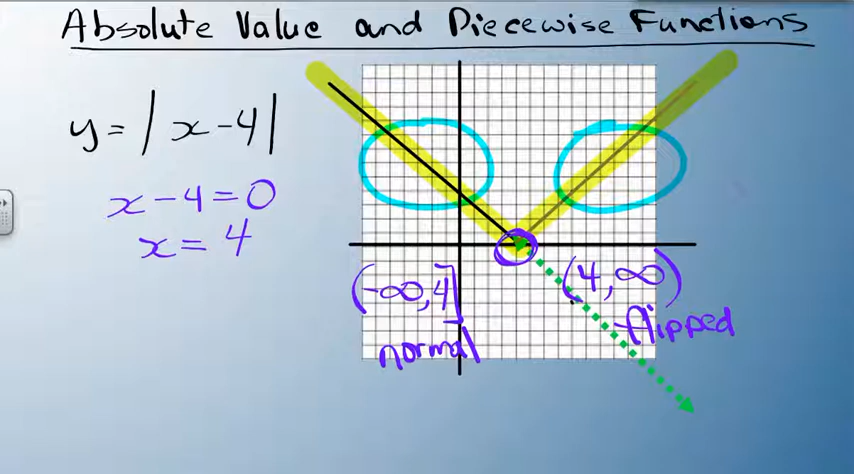 Absolute Value and Piecewise Functions
y = | x - 4 |
x - 4 = 0
x = 4
(-∞, 4]
normal
(4, ∞)
flipped